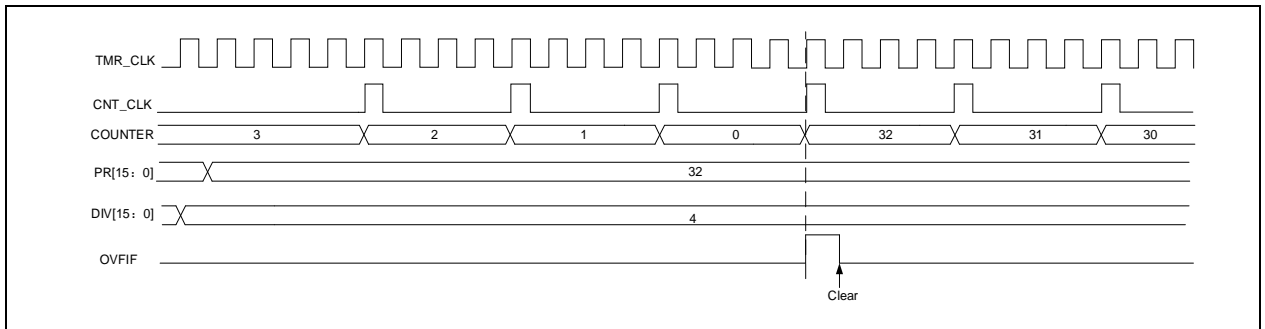 TMR_CLK
CNT_CLK
COUNTER 3 2 1 0 32 31 30
PR[15：0] 32
DIV[15：0] 4
OVFIF
Clear